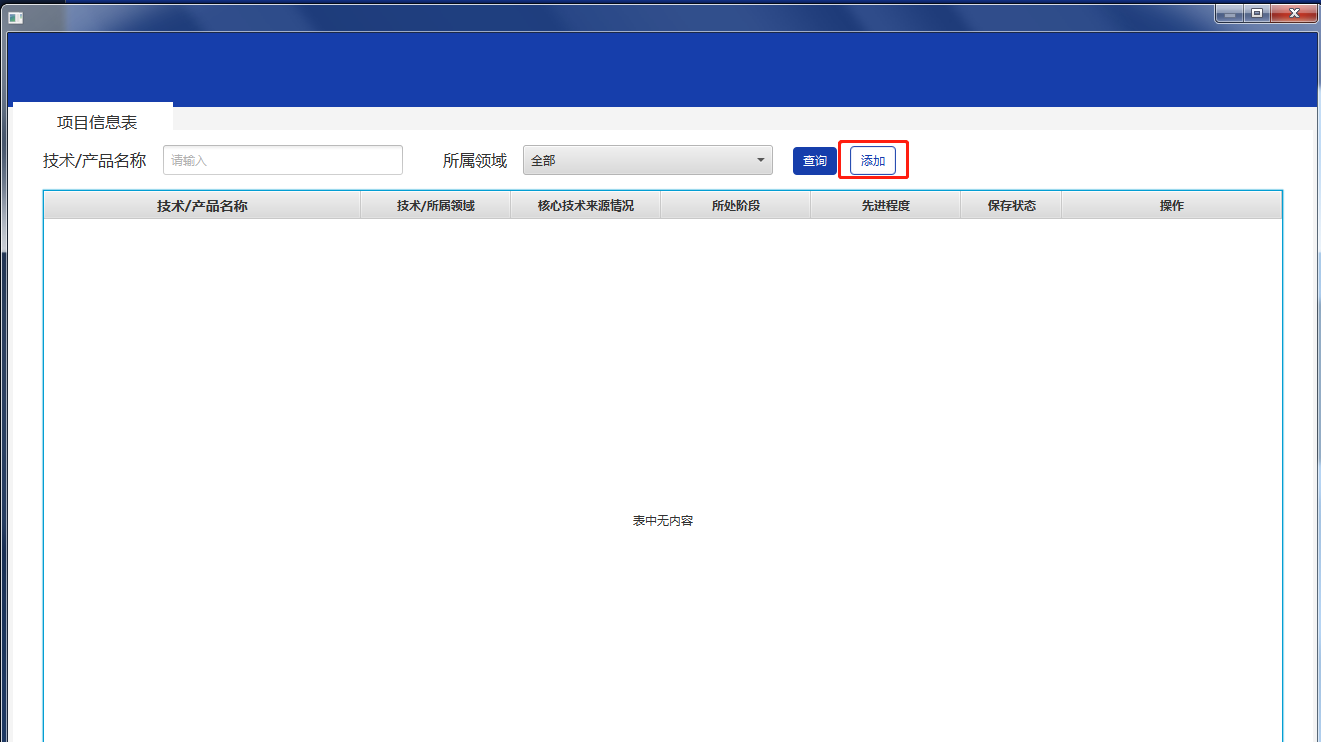 项目信息表
技术/产品名称 请输入 所属领域 全部 查询 添加
技术/产品名称 技术/所属领域 核心技术来源情况 所处阶段 先进程度 保存状态 操作
表中无内容